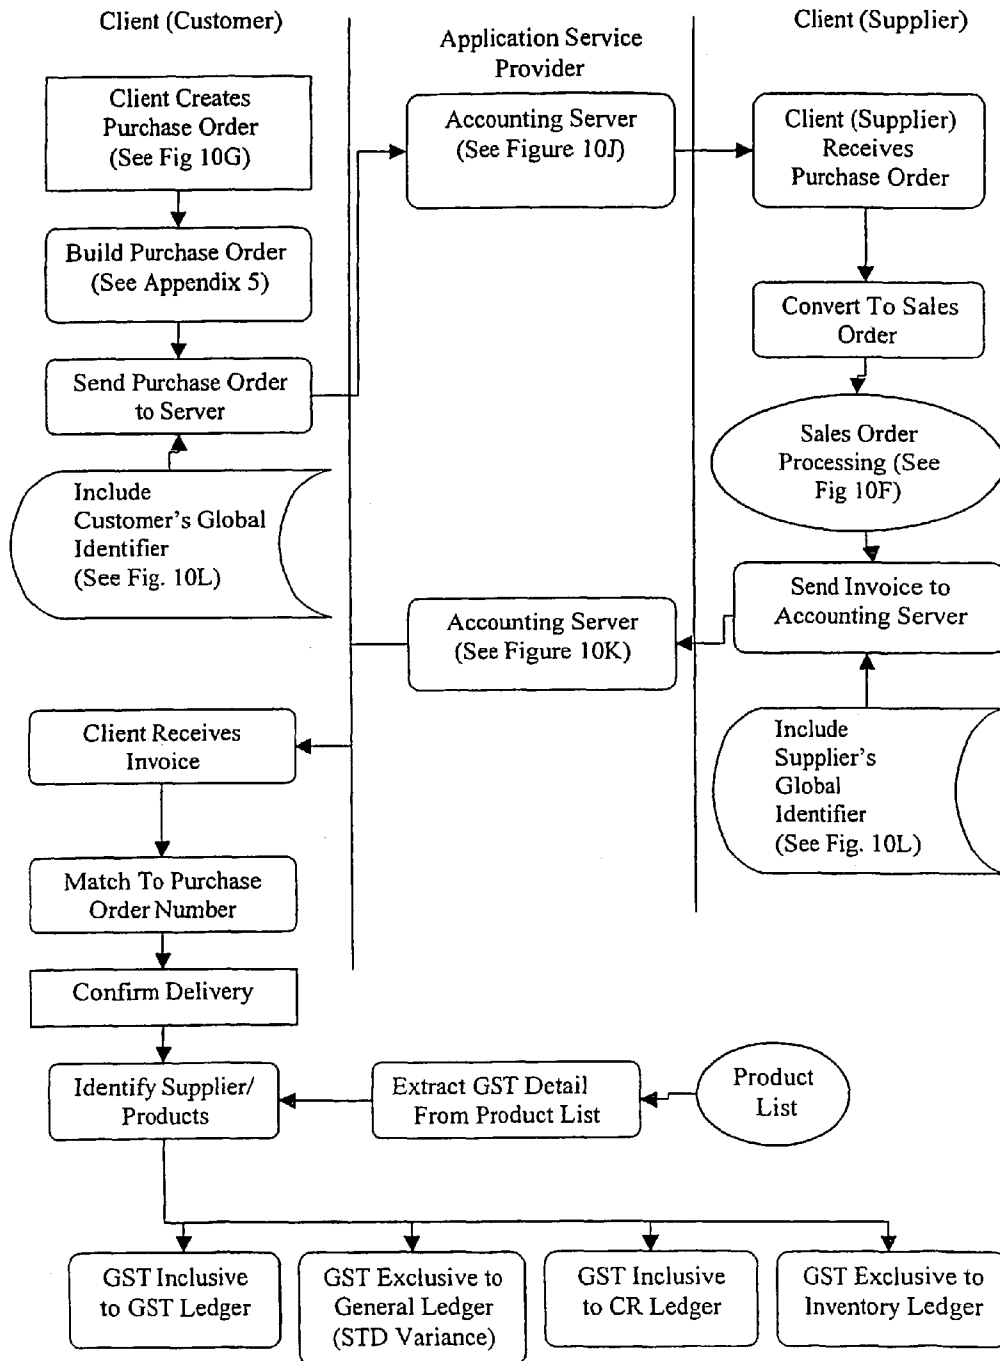 Client (Customer)
Application Service
Provider
Client (Supplier)
Client Creates
Purchase Order
(See Fig 10G)
Accounting Server
(See Figure 10J)
Client (Supplier)
Receives
Purchase Order
Build Purchase Order
(See Appendix 5)
Convert To Sales
Order
Send Purchase Order
to Server
Sales Order
Processing (See
Fig 10F)
Include
Customer's Global
Identifier
(See Fig. 10L)
Send Invoice to
Accounting Server
Accounting Server
(See Figure 10K)
Client Receives
Invoice
Include
Supplier's
Global
Identifier
(See Fig. 10L)
Match To Purchase
Order Number
Confirm Delivery
Identify Supplier/
Products
Extract GST Detail
From Product List
Product
List
GST Inclusive
to GST Ledger
GST Exclusive to
General Ledger
(STD Variance)
GST Inclusive
to CR Ledger
GST Exclusive to
Inventory Ledger